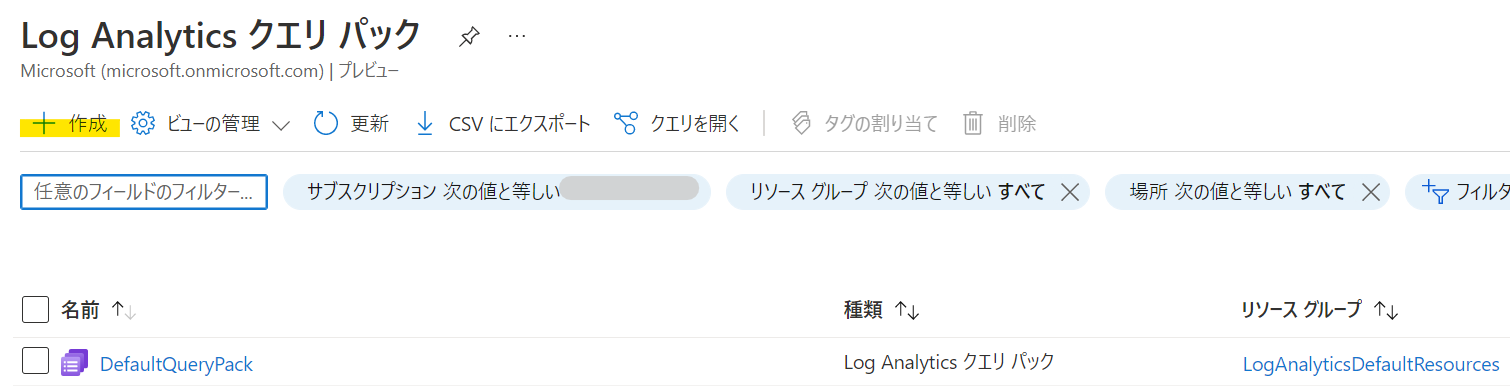 Log Analytics クエリ パック ...
Microsoft (microsoft.onmicrosoft.com) | プレビュー
作成 ビューの管理 更新 CSV にエクスポート クエリを開く タグの割り当て 削除
任意のフィールドのフィルター... サブスクリプション 次の値と等しい リソース グループ 次の値と等しい すべて 場所 次の値と等しい すべて フィルタ
名前 種類 リソース グループ
DefaultQueryPack Log Analytics クエリ パック LogAnalyticsDefaultResources